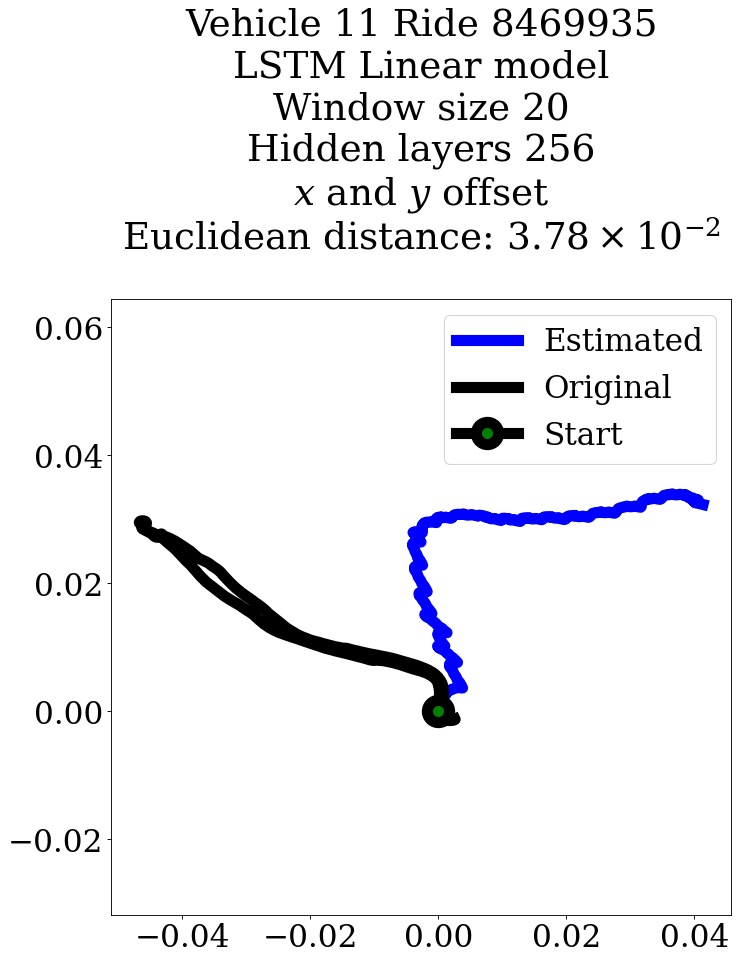 Vehicle 11 Ride 8469935
LSTM Linear model
Window size 20
Hidden layers 256
x and y offset
Euclidean distance: 3.78 × 10⁻²
Estimated
Original
Start
0.06
0.04
0.02
0.00
−0.02
−0.04
−0.02
0.00
0.02
0.04